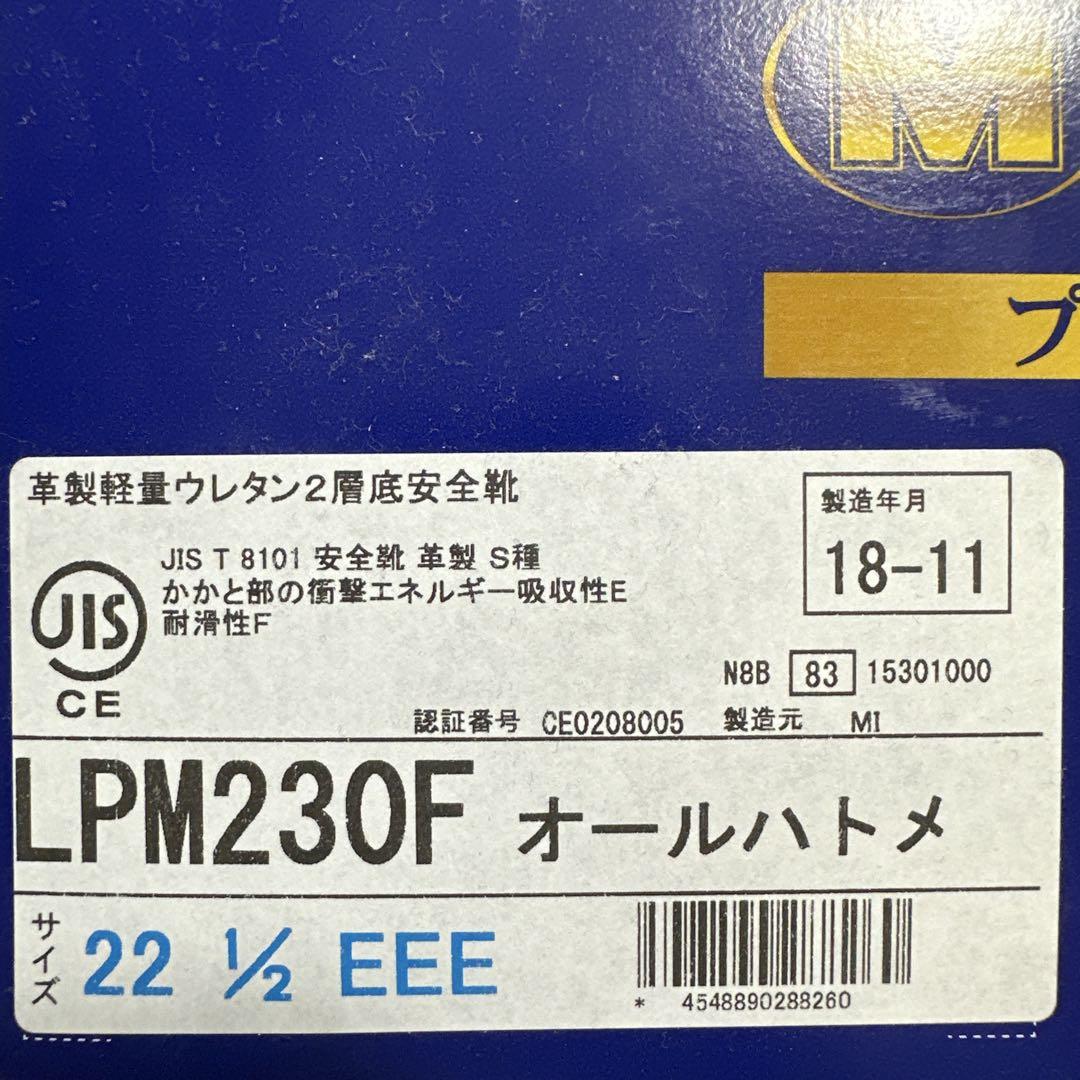 M
プ
革製軽量ウレタン2層底安全靴
製造年月
18-11
JIS T 8101 安全靴 革製 S種
かかと部の衝撃エネルギー吸収性E
耐滑性F
JIS
CE
N8B 83 15301000
認証番号 CE0208005 製造元 MI
LPM230F オールハトメ
サイズ 22 ½ EEE
* 4548890288260